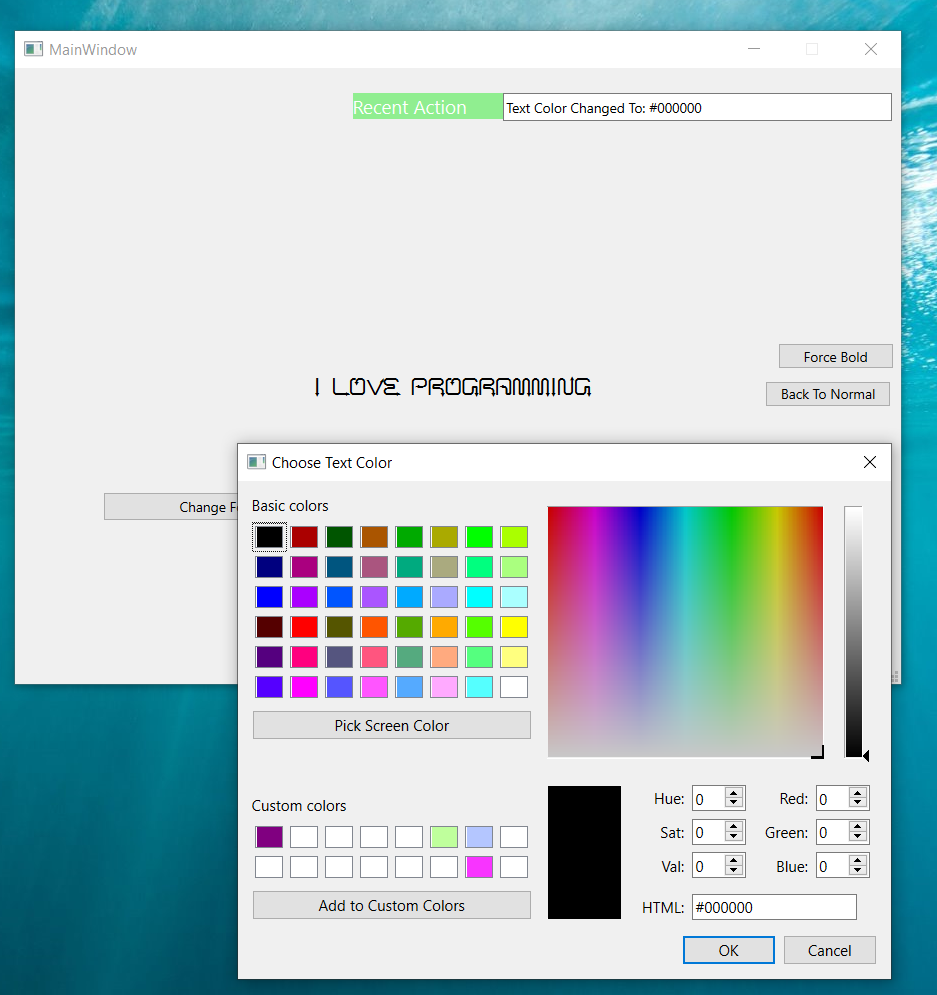 MainWindow
Recent Action
Text Color Changed To: #000000
Force Bold
I LOVE PROGRAMMING
Back To Normal
Choose Text Color
Change
Basic colors
Pick Screen Color
Custom colors
Add to Custom Colors
Hue: 0 Red: 0
Sat: 0 Green: 0
Val: 0 Blue: 0
HTML: #000000
OK Cancel